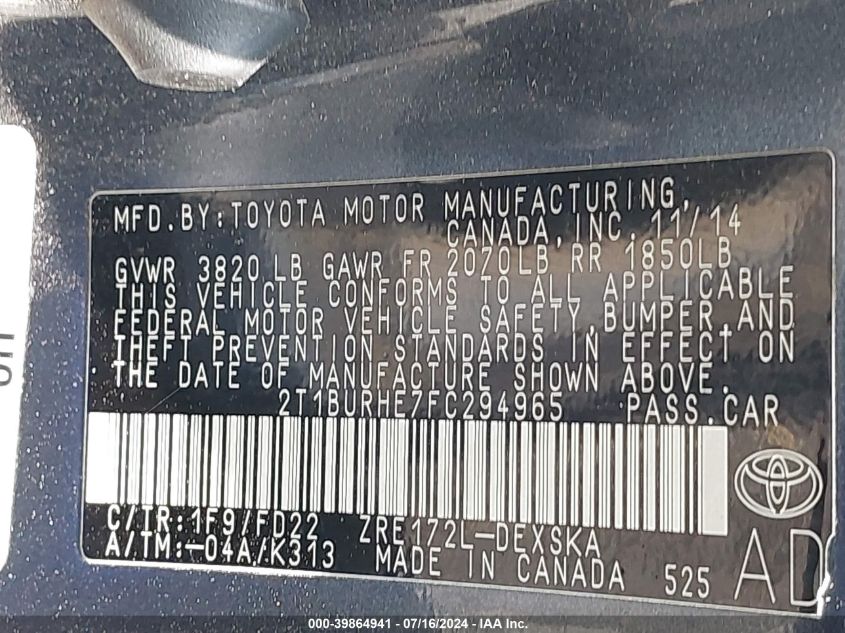 MFD.BY:TOYOTA MOTOR MANUFACTURING,
CANADA, INC. 11/14
GVWR 3820 LB GAWR FR 2070LB RR 1850LB
THIS VEHICLE CONFORMS TO ALL APPLICABLE
FEDERAL MOTOR VEHICLE SAFETY,BUMPER,AND
THEFT PREVENTION STANDARDS IN EFFECT ON
THE DATE OF MANUFACTURE SHOWN ABOVE.
2T1BURHE7FC294965 PASS.CAR
C/TR:1F9/FD22 ZRE172L-DEXSKA
A/TM:-04A/K313 MADE IN CANADA 525
AD
000-39864941 - 07/16/2024 - IAA Inc.